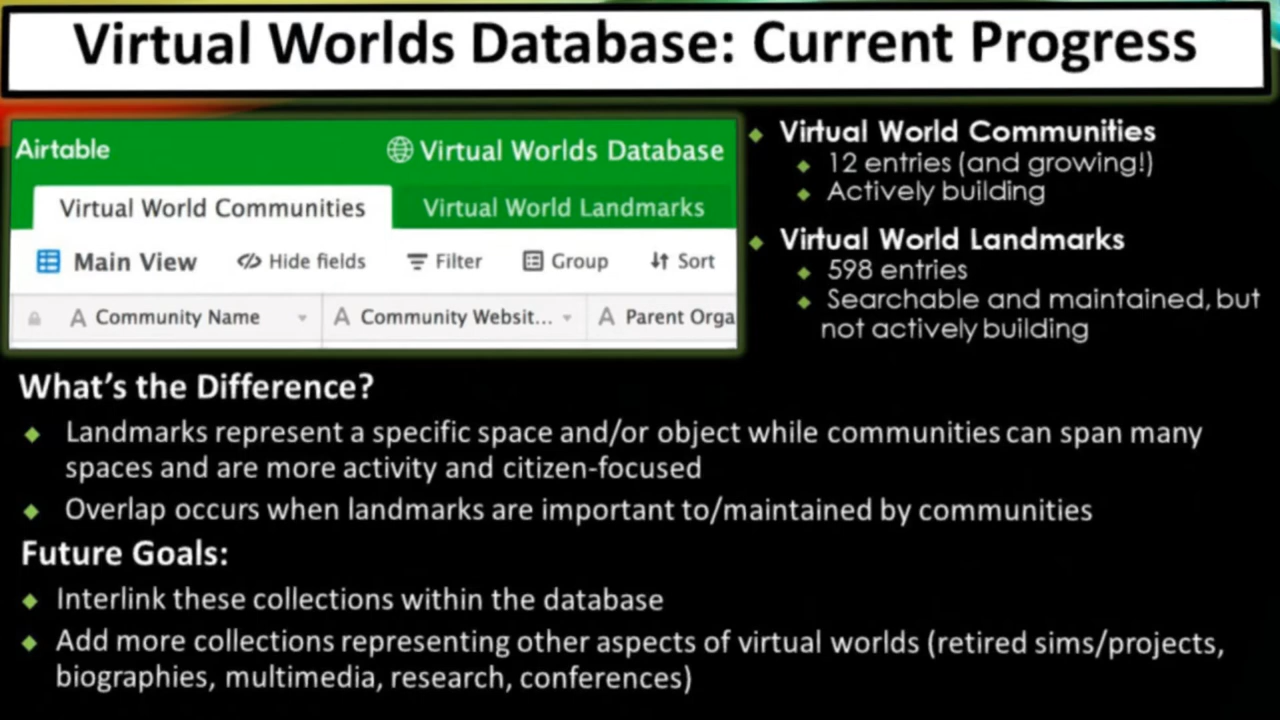 Virtual Worlds Database: Current Progress
Airtable
Virtual Worlds Database
Virtual World Communities
Virtual World Landmarks
Main View
Hide fields
Filter
Group
Sort
A Community Name
A Community Websit...
A Parent Orga
Virtual World Communities
12 entries (and growing!)
Actively building
Virtual World Landmarks
598 entries
Searchable and maintained, but
not actively building
What's the Difference?
Landmarks represent a specific space and/or object while communities can span many
spaces and are more activity and citizen-focused
Overlap occurs when landmarks are important to/maintained by communities
Future Goals:
Interlink these collections within the database
Add more collections representing other aspects of virtual worlds (retired sims/projects,
biographies, multimedia, research, conferences)